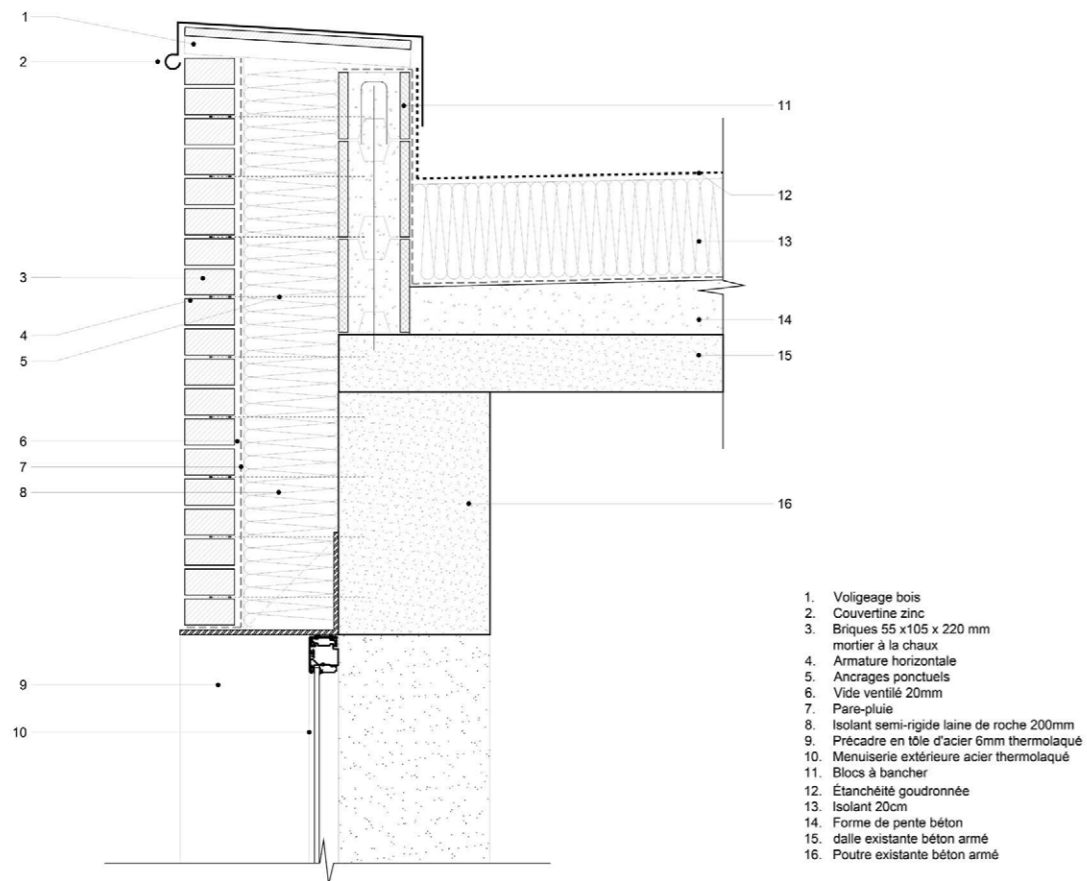 1
2
3
4
5
6
7
8
9
10
11
12
13
14
15
16
1. Voligeage bois
2. Couvertine zinc
3. Briques 55 x105 x 220 mm
mortier à la chaux
4. Armature horizontale
5. Ancrages ponctuels
6. Vide ventilé 20mm
7. Pare-pluie
8. Isolant semi-rigide laine de roche 200mm
9. Précadre en tôle d'acier 6mm thermolaqué
10. Menuiserie extérieure acier thermolaqué
11. Blocs à bancher
12. Étanchéité goudronnée
13. Isolant 20cm
14. Forme de pente béton
15. dalle existante béton armé
16. Poutre existante béton armé